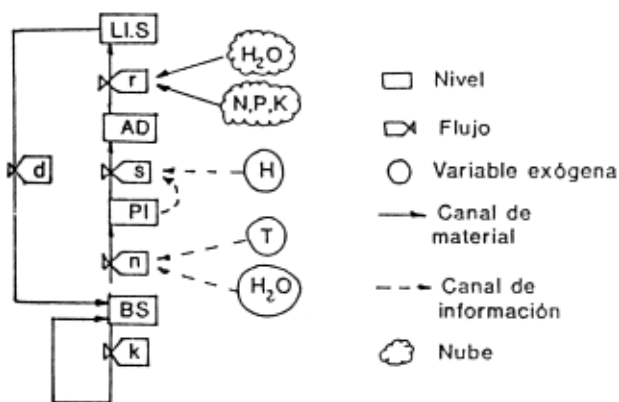 LI.S
H₂O
r
N,P,K
AD
d
s
H
PI
T
n
H₂O
BS
k
Nivel
Flujo
Variable exógena
Canal de
material
Canal de
información
Nube